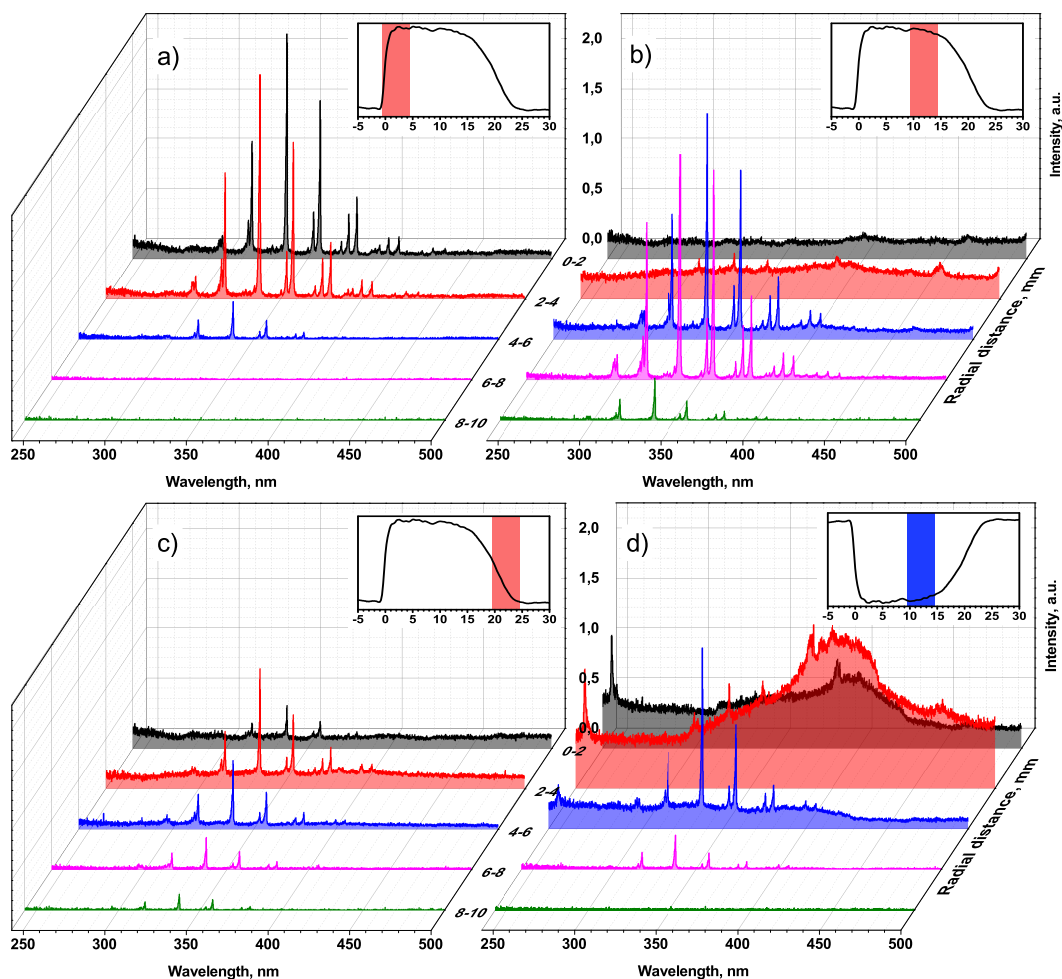 a)
-5 0 5 10 15 20 25 30
b)
-5 0 5 10 15 20 25 30
2,0
1,5
1,0
0,5
0,0
Intensity, a.u.
0-2
2-4
4-6
6-8
8-10
Radial distance, mm
250 300 350 400 450 500
Wavelength, nm
250 300 350 400 450 500
Wavelength, nm
c)
-5 0 5 10 15 20 25 30
d)
-5 0 5 10 15 20 25 30
2,0
1,5
1,0
0,5
0,0
Intensity, a.u.
0-2
2-4
4-6
6-8
8-10
Radial distance, mm
250 300 350 400 450 500
Wavelength, nm
250 300 350 400 450 500
Wavelength, nm